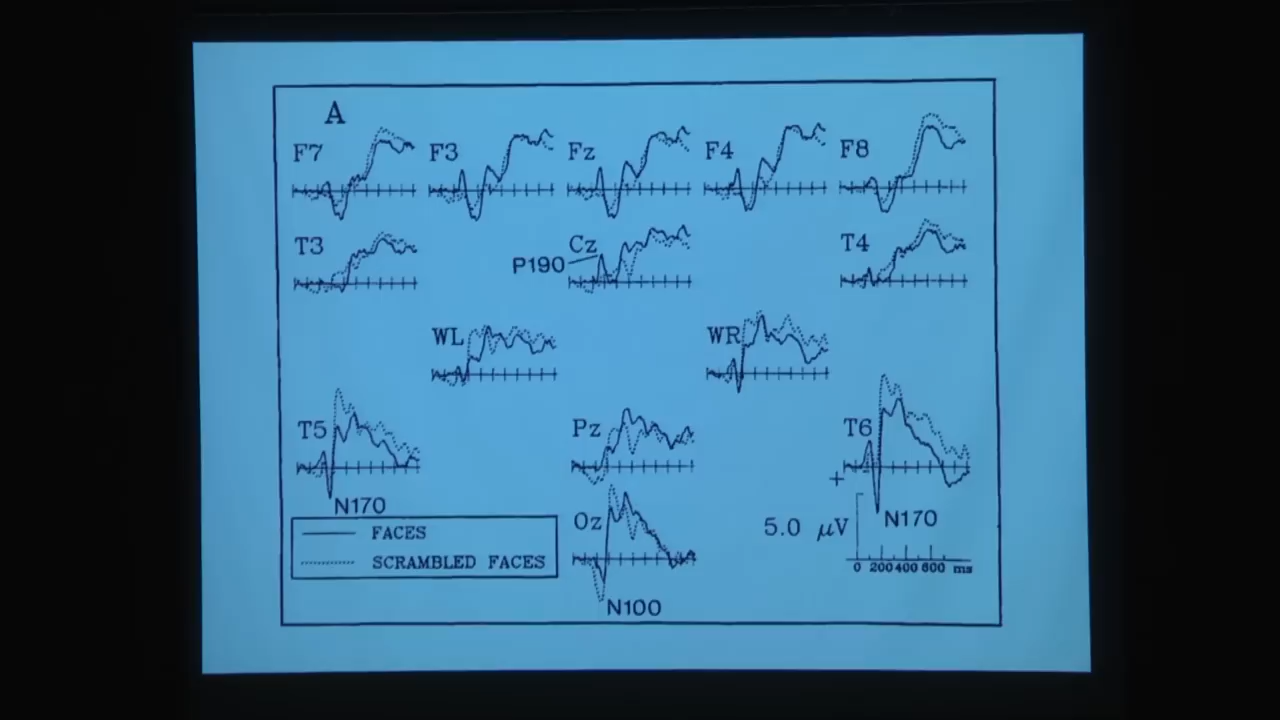 A
F7 F3 Fz F4 F8
T3 Cz T4
P190
WL WR
T5 Pz T6
+
N170
Oz
5.0 μV
N170
FACES
SCRAMBLED FACES
0 200 400 600 ms
N100